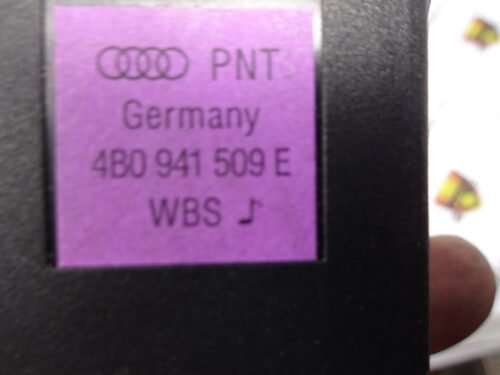 PNT
Germany
4B0 941 509 E
WBS ♪